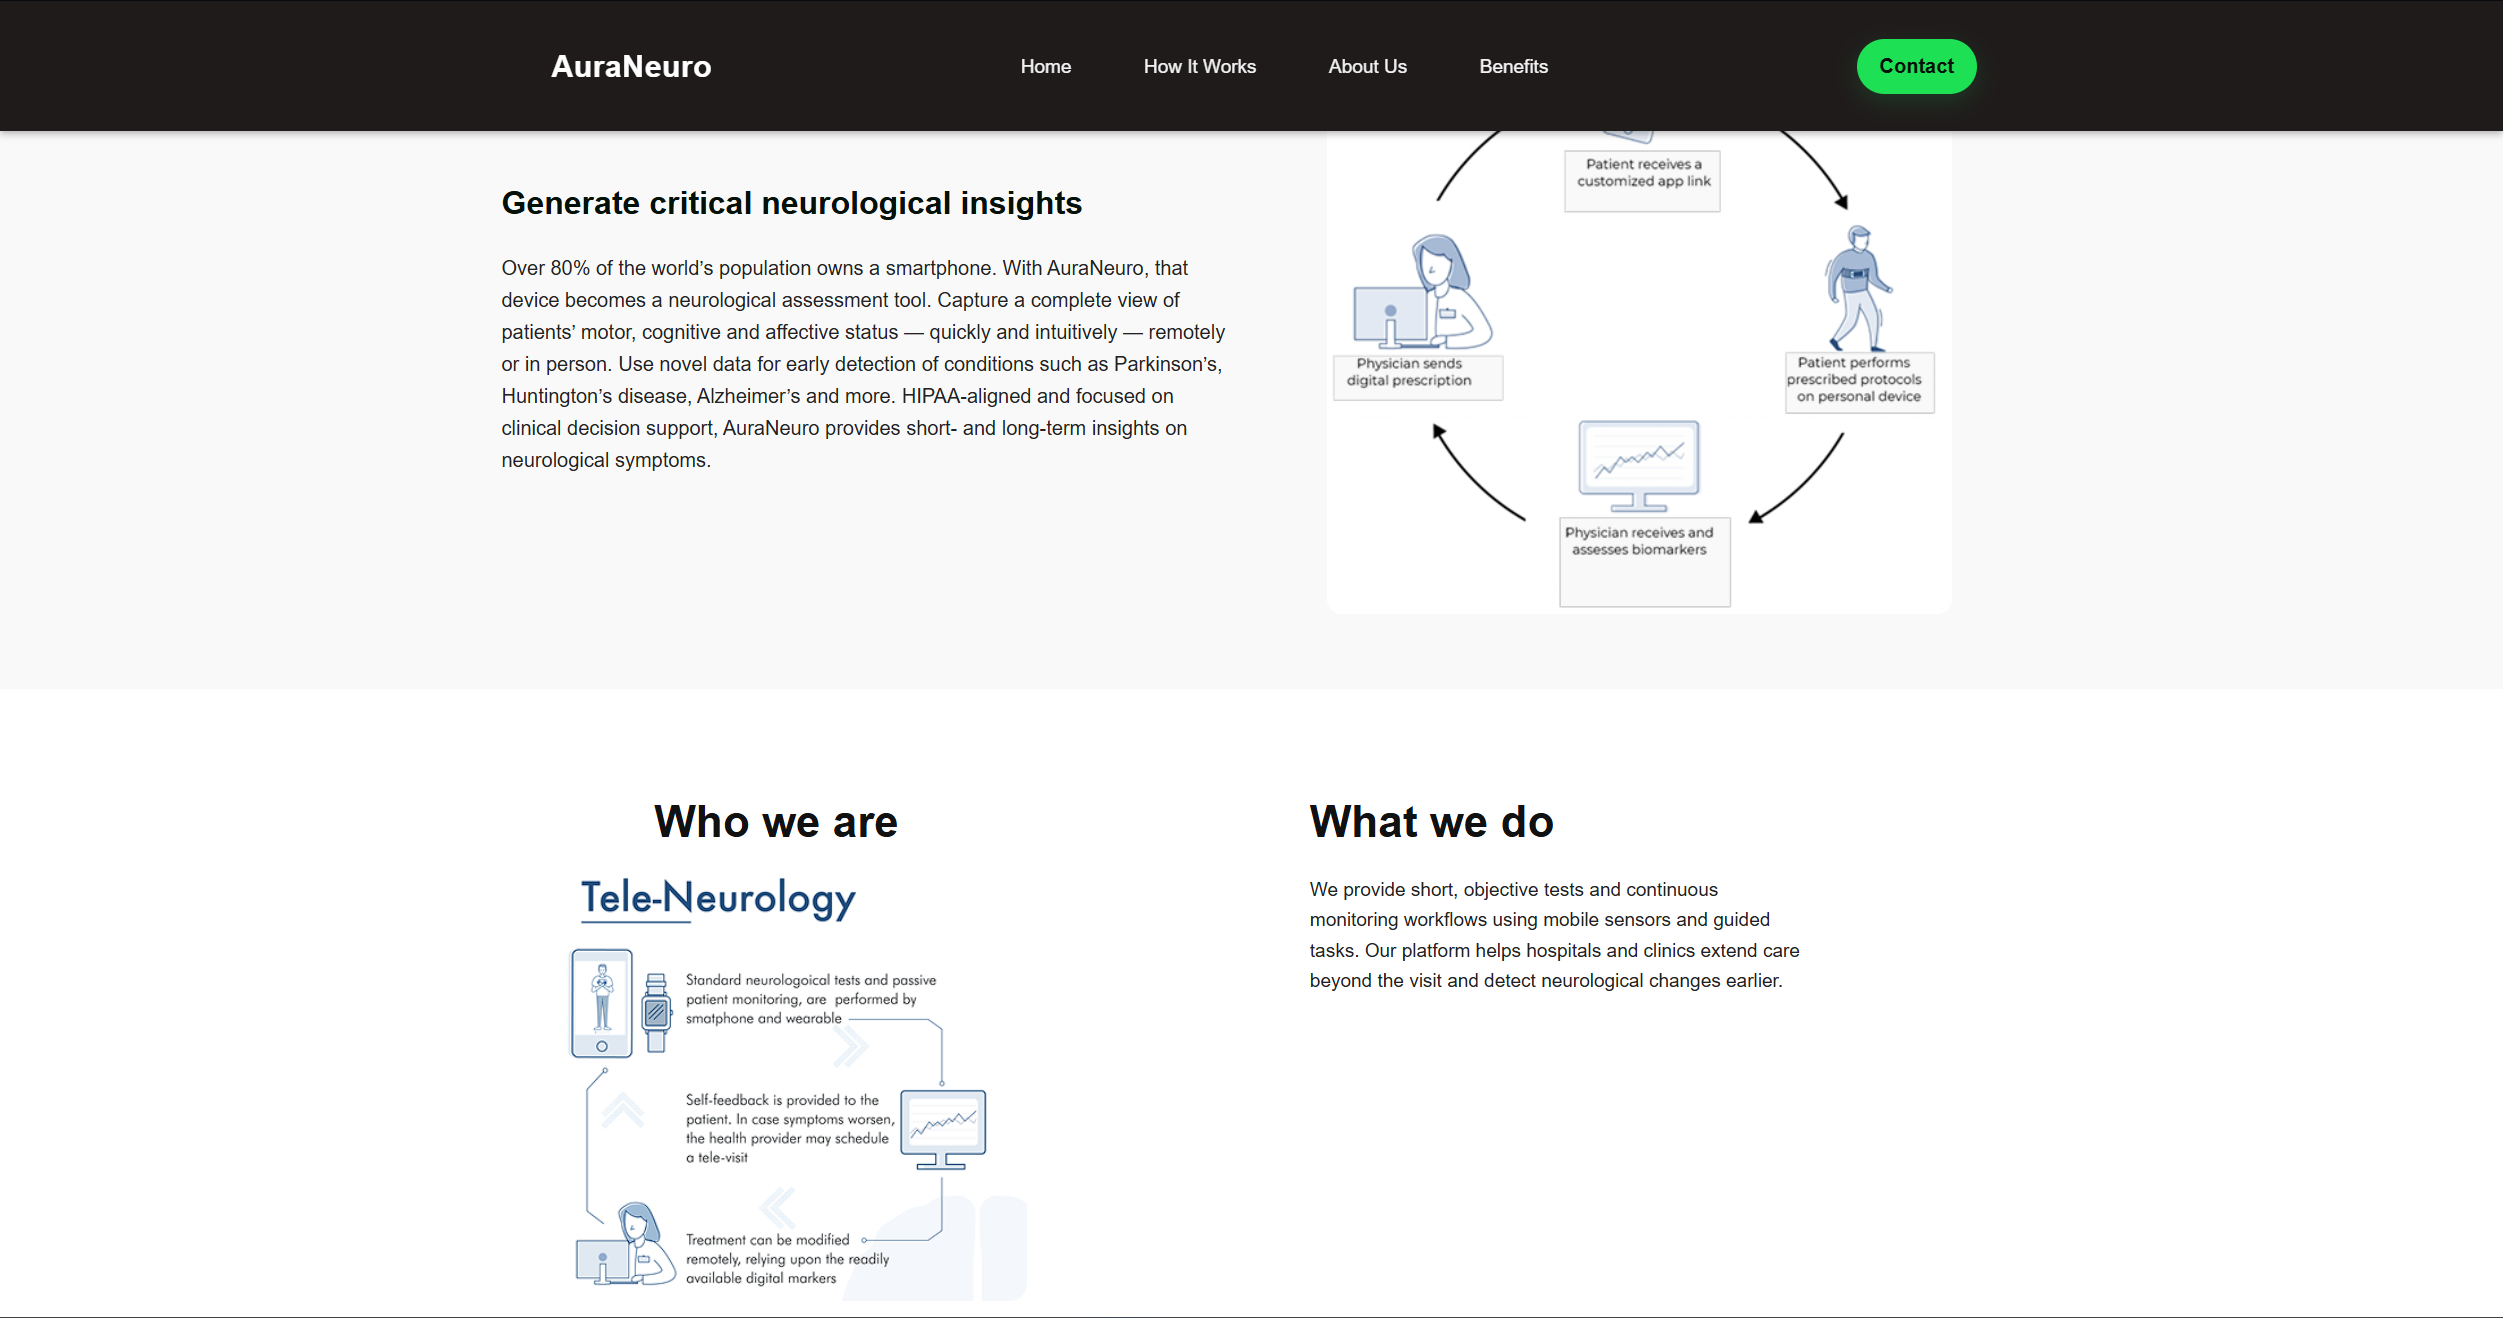 AuraNeuro
Home
How It Works
About Us
Benefits
Contact
Generate critical neurological insights
Over 80% of the world’s population owns a smartphone. With AuraNeuro, that
device becomes a neurological assessment tool. Capture a complete view of
patients’ motor, cognitive and affective status — quickly and intuitively — remotely
or in person. Use novel data for early detection of conditions such as Parkinson’s,
Huntington’s disease, Alzheimer’s and more. HIPAA-aligned and focused on
clinical decision support, AuraNeuro provides short- and long-term insights on
neurological symptoms.
Patient receives a
customized app link
Physician sends
digital prescription
Patient performs
prescribed protocols
on personal device
Physician receives and
assesses biomarkers
Who we are
Tele-Neurology
Standard neurologoical tests and passive
patient monitoring, are performed by
smatphone and wearable
Self-feedback is provided to the
patient. In case symptoms worsen,
the health provider may schedule
a tele-visit
Treatment can be modified
remotely, relying upon the readily
available digital markers
What we do
We provide short, objective tests and continuous
monitoring workflows using mobile sensors and guided
tasks. Our platform helps hospitals and clinics extend care
beyond the visit and detect neurological changes earlier.